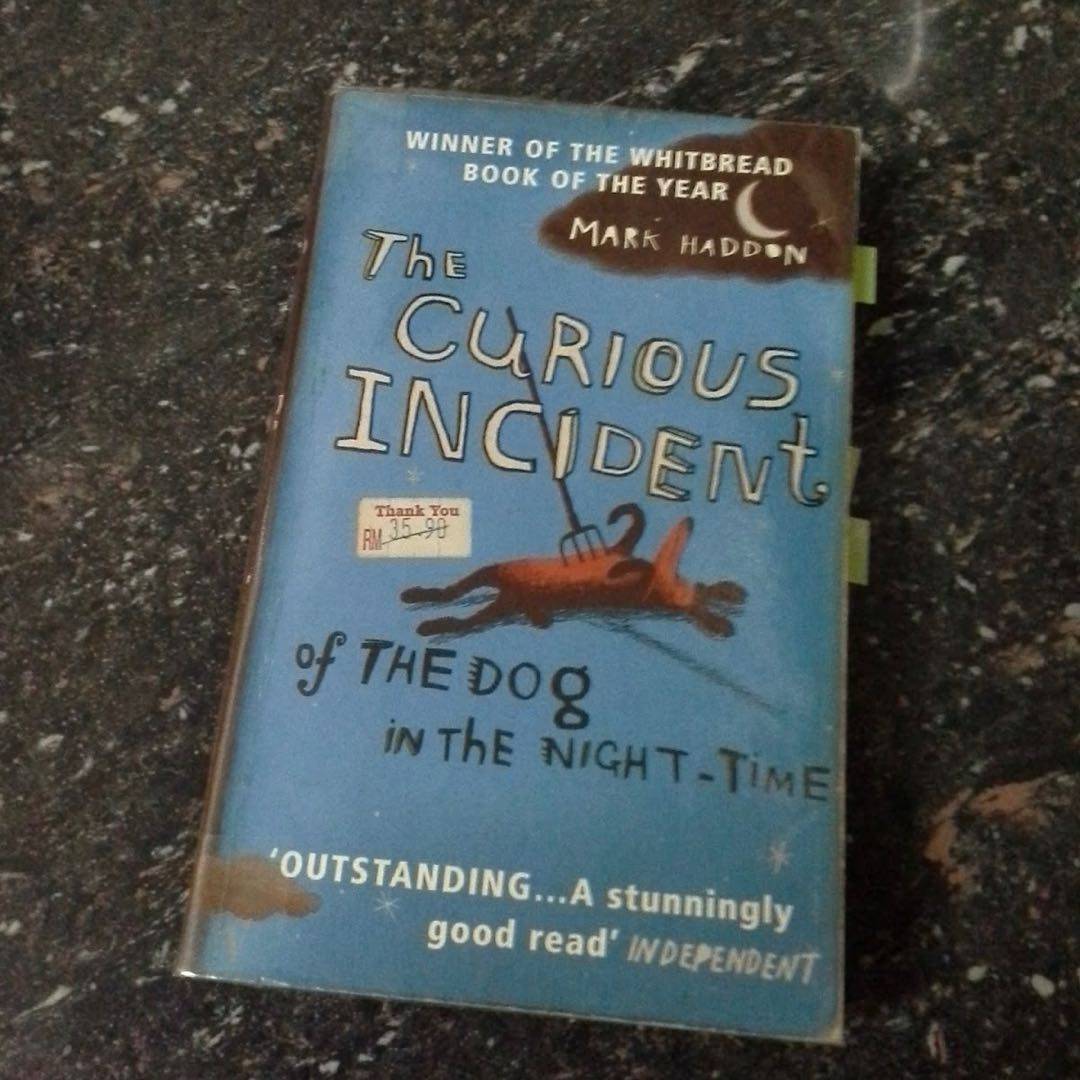 WINNER OF THE WHITBREAD
BOOK OF THE YEAR
MARK HADDON
The
CURIOUS
INCIDENT
Thank You
RM 35.90
of THE DOg
iN THE NIGHT-TiME
‘OUTSTANDING...A stunningly
good read’ INDEPENDENT